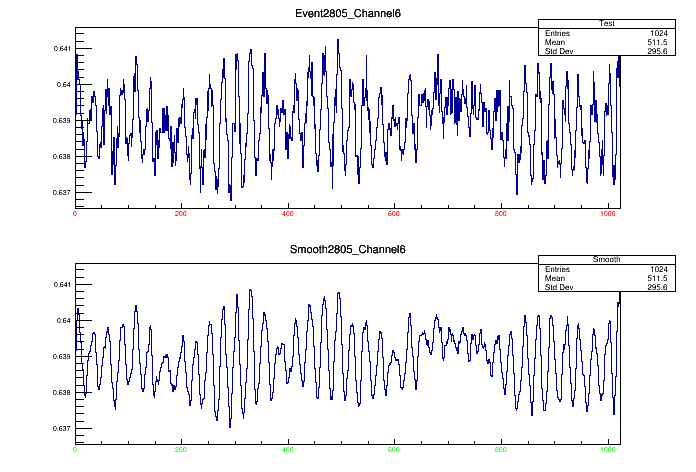 Event2805_Channel6
Test
Entries 1024
Mean 511.5
Std Dev 295.6
0.641
0.64
0.639
0.638
0.637
0 200 400 600 800 1000
Smooth2805_Channel6
Smooth
Entries 1024
Mean 511.5
Std Dev 295.6
0.641
0.64
0.639
0.638
0.637
0 200 400 600 800 1000